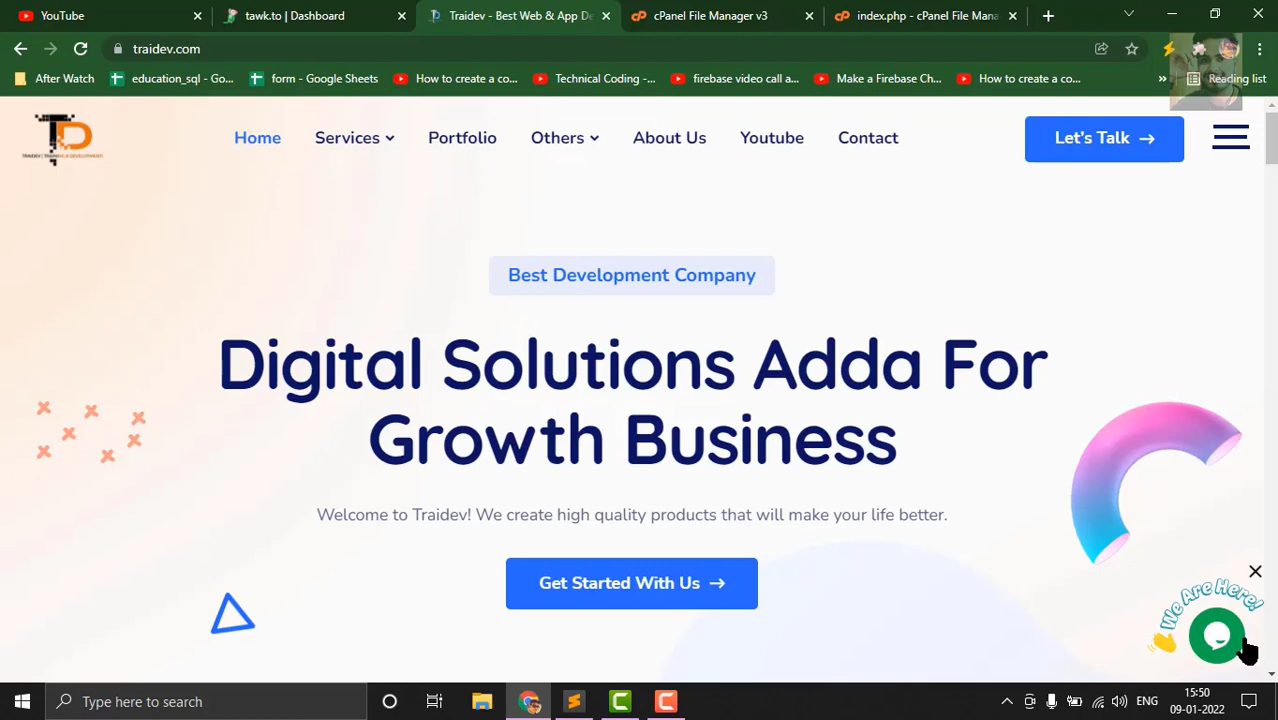 YouTube
tawk.to | Dashboard
Traidev - Best Web & App De
cPanel File Manager v3
index.php - cPanel File Mana
traidev.com
After Watch
education_sql - Go...
form - Google Sheets
How to create a co...
Technical Coding -...
firebase video call a...
Make a Firebase Ch...
How to create a co...
Reading list
TD
Home
Services
Portfolio
Others
About Us
Youtube
Contact
Let's Talk
Best Development Company
Digital Solutions Adda For
Growth Business
Welcome to Traidev! We create high quality products that will make your life better.
Get Started With Us
We Are Here!
Type here to search
ENG
15:50
09-01-2022